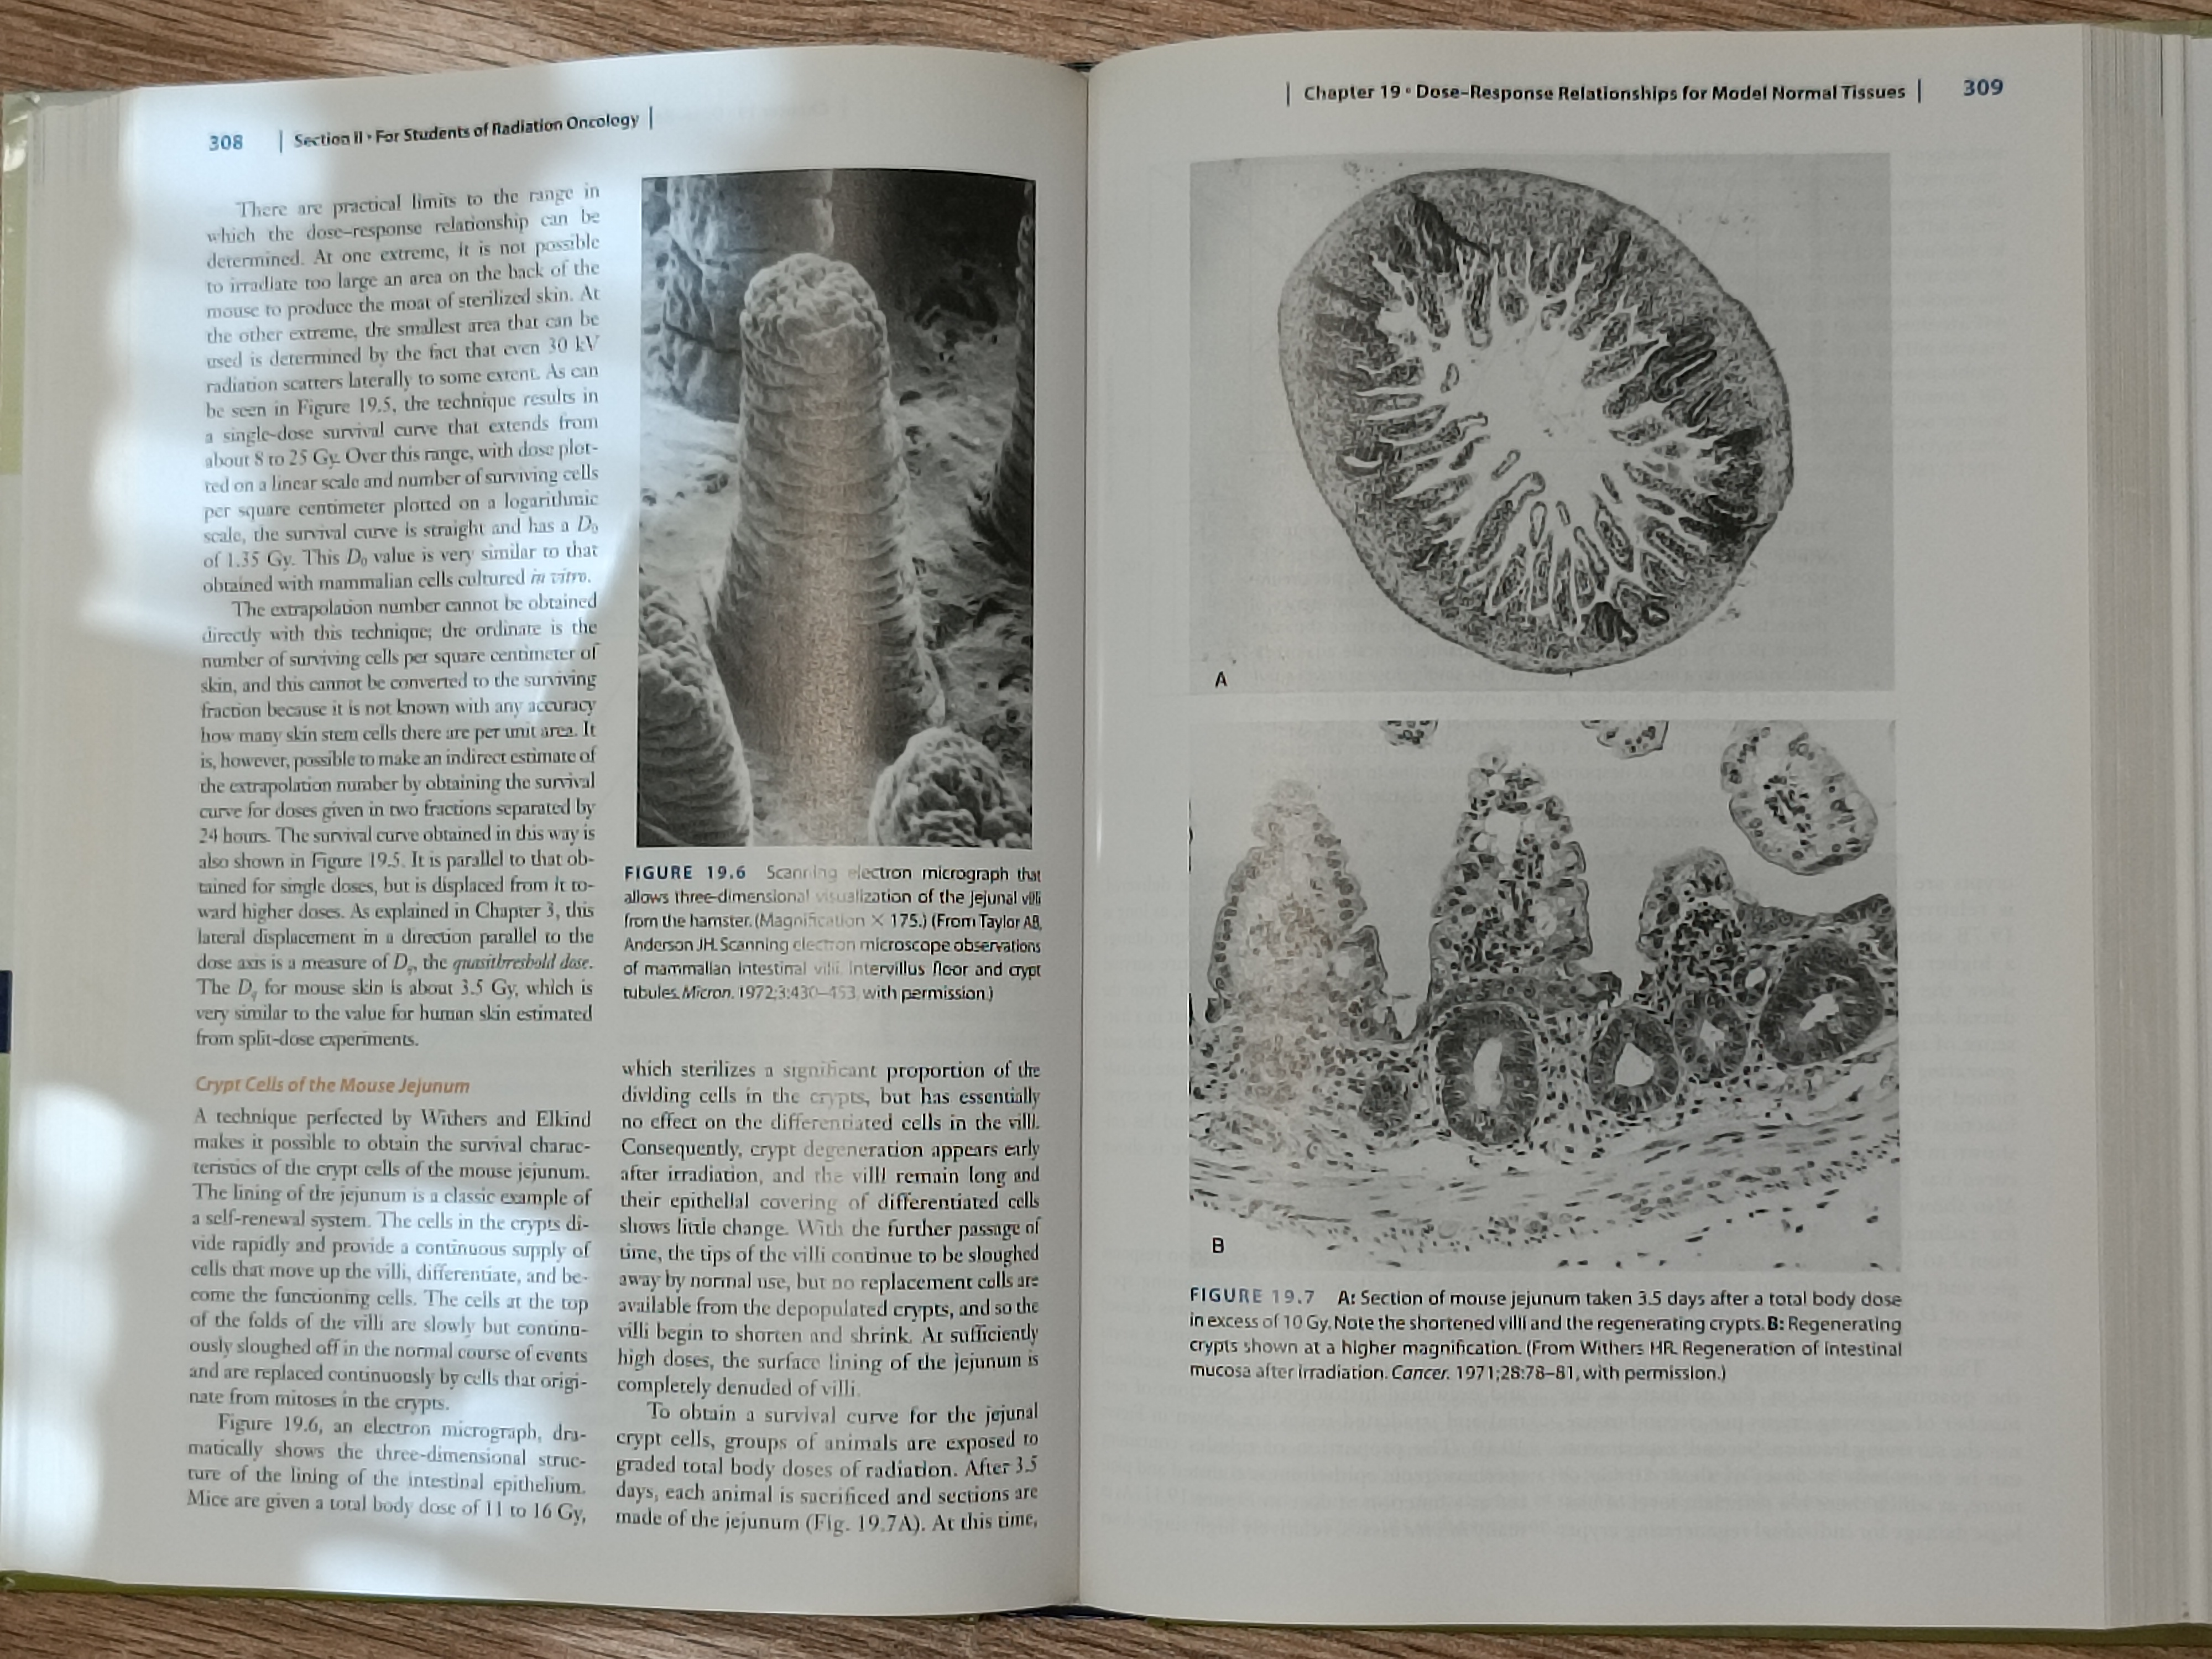 308 | Section II • For Students of Radiation Oncology |
There are practical limits to the range in
which the dose–response relationship can be
determined. At one extreme, it is not possible
to irradiate too large an area on the back of the
mouse to produce the moat of sterilized skin. At
the other extreme, the smallest area that can be
used is determined by the fact that even 30 kV
radiation scatters laterally to some extent. As can
be seen in Figure 19.5, the technique results in
a single-dose survival curve that extends from
about 8 to 25 Gy. Over this range, with dose plot-
ted on a linear scale and number of surviving cells
per square centimeter plotted on a logarithmic
scale, the survival curve is straight and has a D₀
of 1.35 Gy. This D₀ value is very similar to that
obtained with mammalian cells cultured in vitro.
The extrapolation number cannot be obtained
directly with this technique; the ordinate is the
number of surviving cells per square centimeter of
skin, and this cannot be converted to the surviving
fraction because it is not known with any accuracy
how many skin stem cells there are per unit area. It
is, however, possible to make an indirect estimate of
the extrapolation number by obtaining the survival
curve for doses given in two fractions separated by
24 hours. The survival curve obtained in this way is
also shown in Figure 19.5. It is parallel to that ob-
tained for single doses, but is displaced from it to-
ward higher doses. As explained in Chapter 3, this
lateral displacement in a direction parallel to the
dose axis is a measure of Dq, the quasithreshold dose.
The Dq for mouse skin is about 3.5 Gy, which is
very similar to the value for human skin estimated
from split-dose experiments.
Crypt Cells of the Mouse Jejunum
A technique perfected by Withers and Elkind
makes it possible to obtain the survival charac-
teristics of the crypt cells of the mouse jejunum.
The lining of the jejunum is a classic example of
a self-renewal system. The cells in the crypts di-
vide rapidly and provide a continuous supply of
cells that move up the villi, differentiate, and be-
come the functioning cells. The cells at the top
of the folds of the villi are slowly but continu-
ously sloughed off in the normal course of events
and are replaced continuously by cells that origi-
nate from mitoses in the crypts.
Figure 19.6, an electron micrograph, dra-
matically shows the three-dimensional struc-
ture of the lining of the intestinal epithelium.
Mice are given a total body dose of 11 to 16 Gy,
FIGURE 19.6 Scanning electron micrograph that
allows three-dimensional visualization of the jejunal villi
from the hamster. (Magnification × 175.) (From Taylor AB,
Anderson JH. Scanning electron microscope observations
of mammalian intestinal villi, intervillus floor and crypt
tubules. Micron. 1972;3:430–453, with permission.)
which sterilizes a significant proportion of the
dividing cells in the crypts, but has essentially
no effect on the differentiated cells in the villi.
Consequently, crypt degeneration appears early
after irradiation, and the villi remain long and
their epithelial covering of differentiated cells
shows little change. With the further passage of
time, the tips of the villi continue to be sloughed
away by normal use, but no replacement cells are
available from the depopulated crypts, and so the
villi begin to shorten and shrink. At sufficiently
high doses, the surface lining of the jejunum is
completely denuded of villi.
To obtain a survival curve for the jejunal
crypt cells, groups of animals are exposed to
graded total body doses of radiation. After 3.5
days, each animal is sacrificed and sections are
made of the jejunum (Fig. 19.7A). At this time,
| Chapter 19 • Dose–Response Relationships for Model Normal Tissues | 309
A
B
FIGURE 19.7 A: Section of mouse jejunum taken 3.5 days after a total body dose
in excess of 10 Gy. Note the shortened villi and the regenerating crypts. B: Regenerating
crypts shown at a higher magnification. (From Withers HR. Regeneration of intestinal
mucosa after irradiation. Cancer. 1971;28:78–81, with permission.)